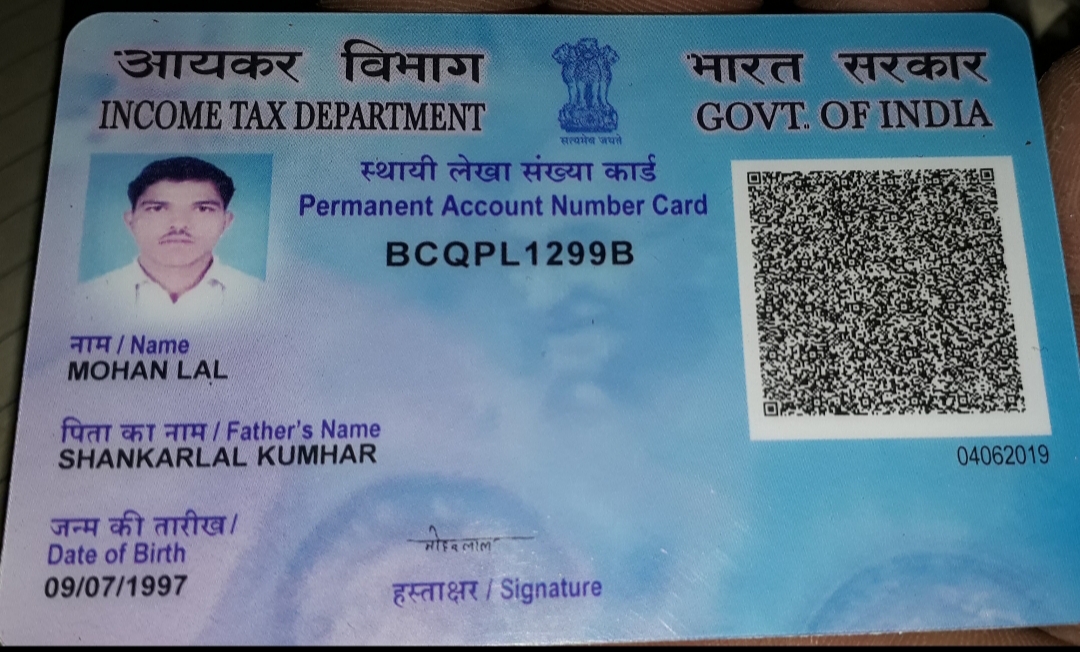 आयकर विभाग
INCOME TAX DEPARTMENT
सत्यमेव जयते
भारत सरकार
GOVT. OF INDIA
स्थायी लेखा संख्या कार्ड
Permanent Account Number Card
BCQPL1299B
नाम / Name
MOHAN LAL
पिता का नाम / Father's Name
SHANKARLAL KUMHAR
04062019
जन्म की तारीख/
Date of Birth
09/07/1997
मोहनलाल
हस्ताक्षर / Signature